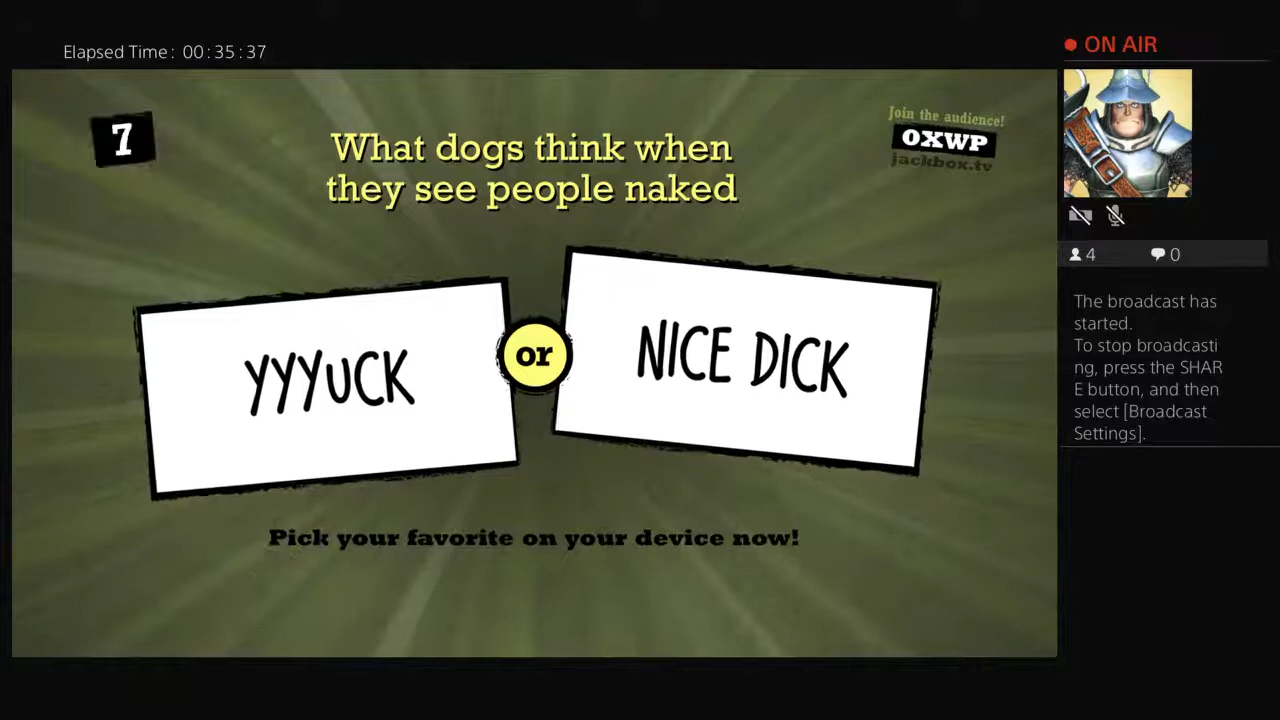 Elapsed Time: 00:35:37
ON AIR
7
What dogs think when
they see people naked
Join the audience!
OXWP
jackbox.tv
YYYUCK
or
NICE DICK
Pick your favorite on your device now!
4
0
The broadcast has
started.
To stop broadcasti
ng, press the SHAR
E button, and then
select [Broadcast
Settings].